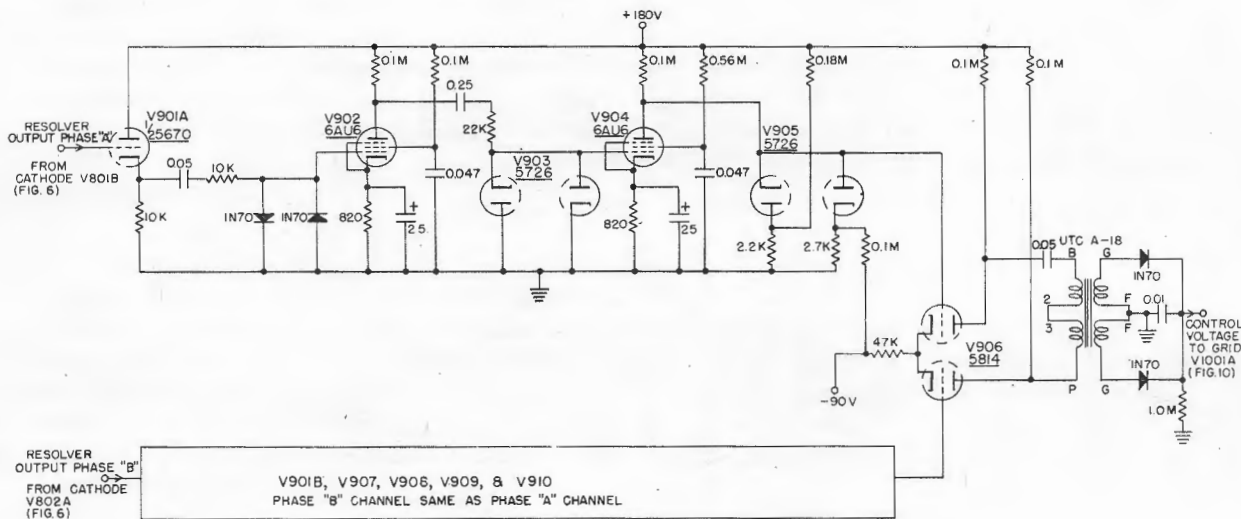 +180V
0.1M
0.1M
0.1M
0.56M
0.18M
0.1M
0.1M
V901A
1/25670
RESOLVER
OUTPUT PHASE "A"
FROM
CATHODE V801B
(FIG. 6)
V902
6AU6
0.25
22K
V903
5726
V904
6AU6
V905
5726
0.05
10K
0.047
0.047
10K
1N70
1N70
820
+
25
820
+
25
2.2K
2.7K
0.1M
0.05
UTC A-18
B
G
1N70
2
3
F
F
0.01
CONTROL
VOLTAGE
TO GRID
V1001A
(FIG.10)
47K
V906
5814
P
G
1N70
1.0M
-90V
RESOLVER
OUTPUT PHASE "B"
FROM CATHODE
V802A
(FIG.6)
V901B, V907, V908, V909, & V910
PHASE "B" CHANNEL SAME AS PHASE "A" CHANNEL